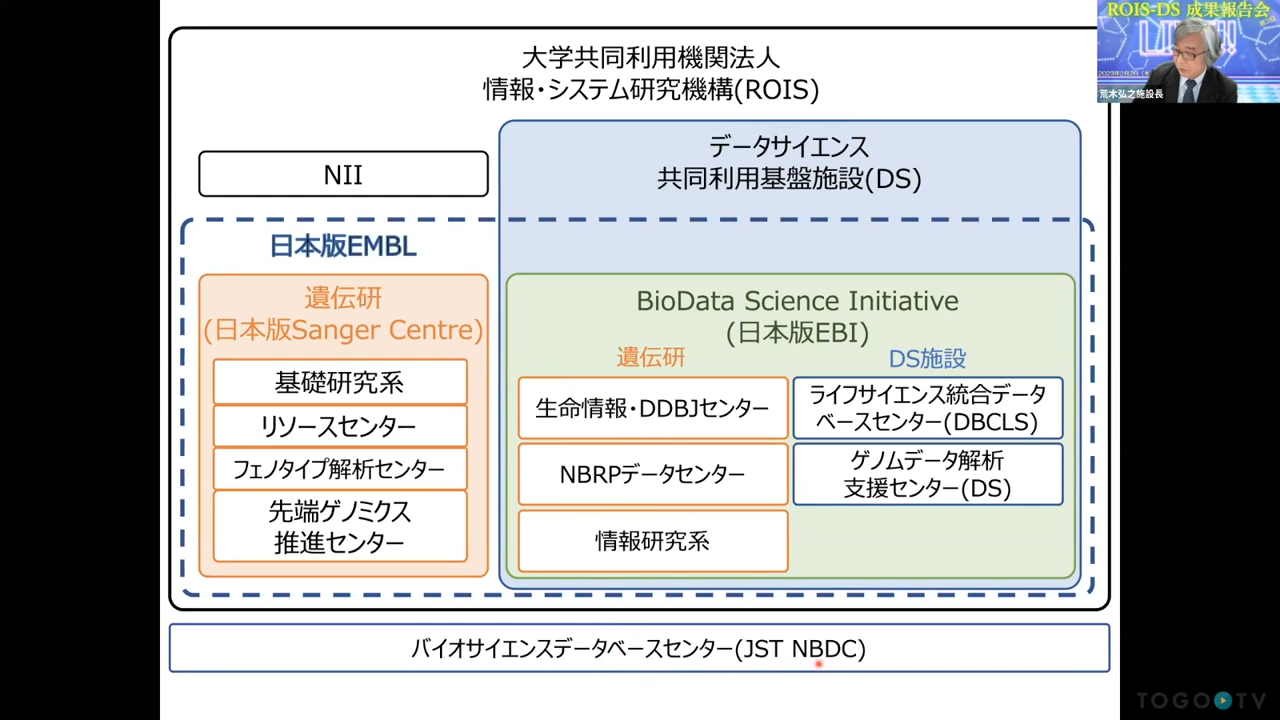 大学共同利用機関法人
情報・システム研究機構(ROIS)
NII
データサイエンス
共同利用基盤施設(DS)
日本版EMBL
遺伝研
(日本版Sanger Centre)
基礎研究系
リソースセンター
フェノタイプ解析センター
先端ゲノミクス
推進センター
BioData Science Initiative
(日本版EBI)
遺伝研
生命情報・DDBJセンター
NBRPデータセンター
情報研究系
DS施設
ライフサイエンス統合データ
ベースセンター(DBCLS)
ゲノムデータ解析
支援センター(DS)
バイオサイエンスデータベースセンター(JST NBDC)
ROIS-DS 成果報告会
荒木弘之施設長
TOGOTV